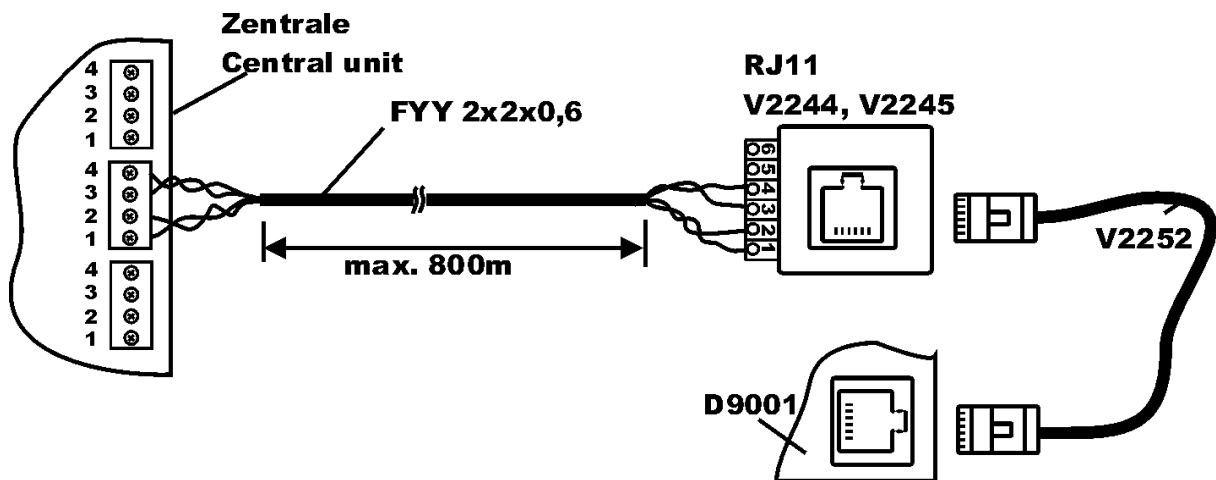 Zentrale
Central unit
4
3
2
1
4
3
2
1
4
3
2
1
FYY 2x2x0,6
max. 800m
RJ11
V2244, V2245
6
5
4
3
2
1
V2252
D9001